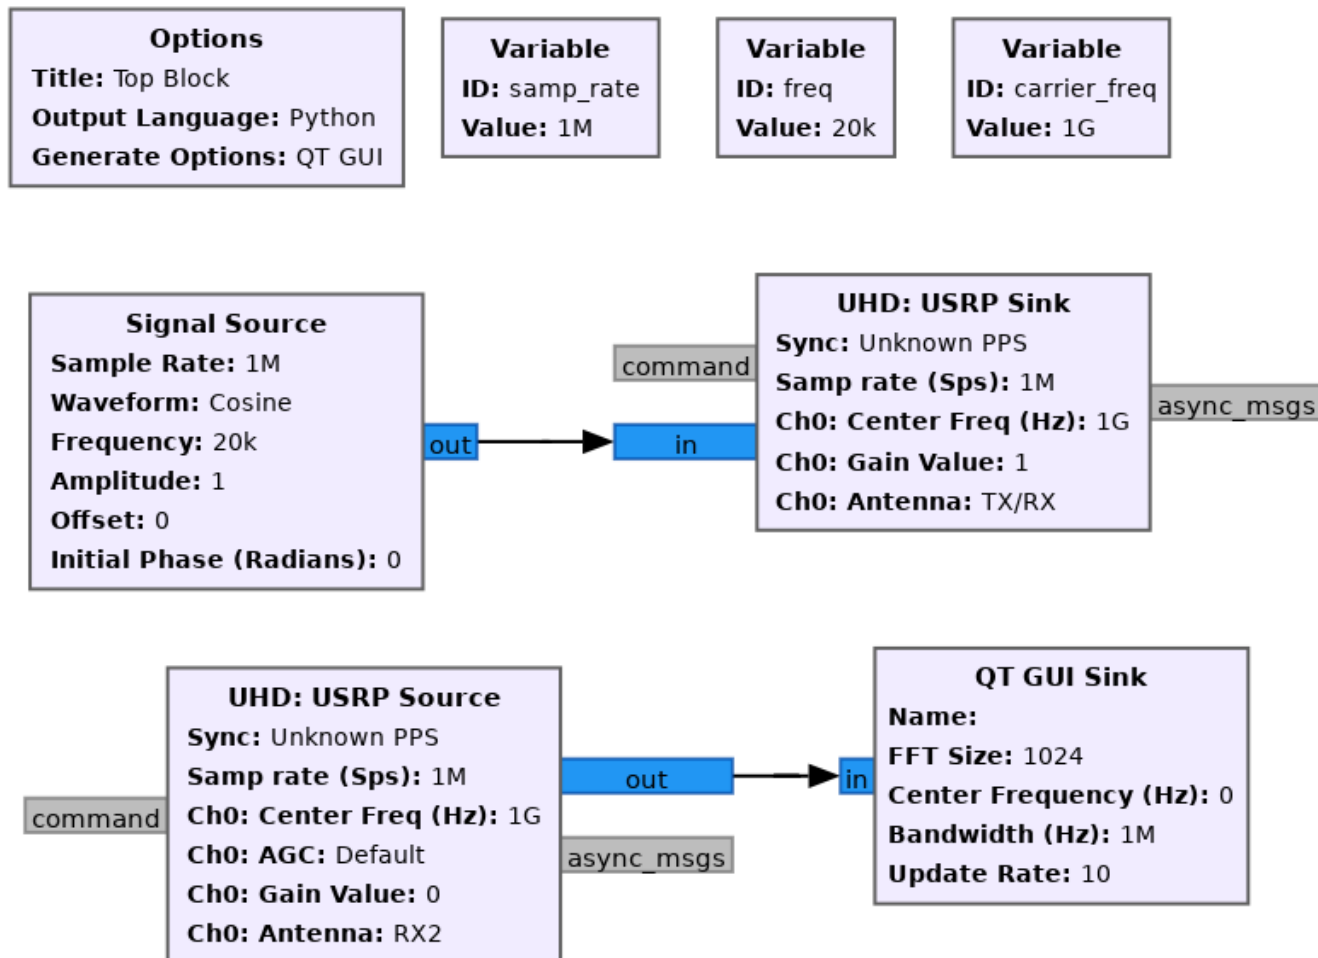 Options
Title: Top Block
Output Language: Python
Generate Options: QT GUI
Variable
ID: samp_rate
Value: 1M
Variable
ID: freq
Value: 20k
Variable
ID: carrier_freq
Value: 1G
Signal Source
Sample Rate: 1M
Waveform: Cosine
Frequency: 20k
Amplitude: 1
Offset: 0
Initial Phase (Radians): 0
out
command
in
UHD: USRP Sink
Sync: Unknown PPS
Samp rate (Sps): 1M
Ch0: Center Freq (Hz): 1G
Ch0: Gain Value: 1
Ch0: Antenna: TX/RX
async_msgs
command
UHD: USRP Source
Sync: Unknown PPS
Samp rate (Sps): 1M
Ch0: Center Freq (Hz): 1G
Ch0: AGC: Default
Ch0: Gain Value: 0
Ch0: Antenna: RX2
out
async_msgs
in
QT GUI Sink
Name:
FFT Size: 1024
Center Frequency (Hz): 0
Bandwidth (Hz): 1M
Update Rate: 10